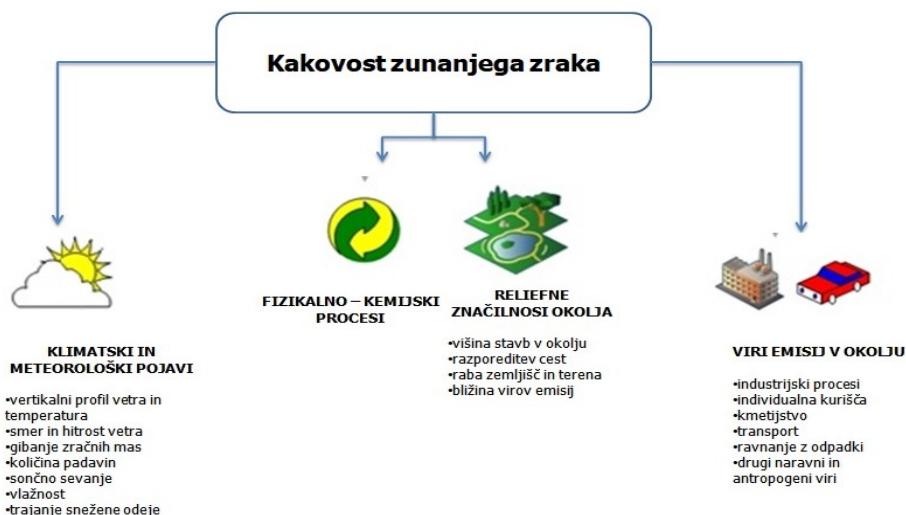 Kakovost zunanjega zraka
KLIMATSKI IN
METEOROLOŠKI POJAVI
•vertikalni profil vetra in
temperatura
•smer in hitrost vetra
•gibanje zračnih mas
•količina padavin
•sončno sevanje
•vlažnost
•trajanje snežene odeje
FIZIKALNO – KEMIJSKI
PROCESI
RELIEFNE
ZNAČILNOSTI OKOLJA
•višina stavb v okolju
•razporeditev cest
•raba zemljišč in terena
•bližina virov emisij
VIRI EMISIJ V OKOLJU
•industrijski procesi
•individualna kurišča
•kmetijstvo
•transport
•ravnanje z odpadki
•drugi naravni in
antropogeni viri